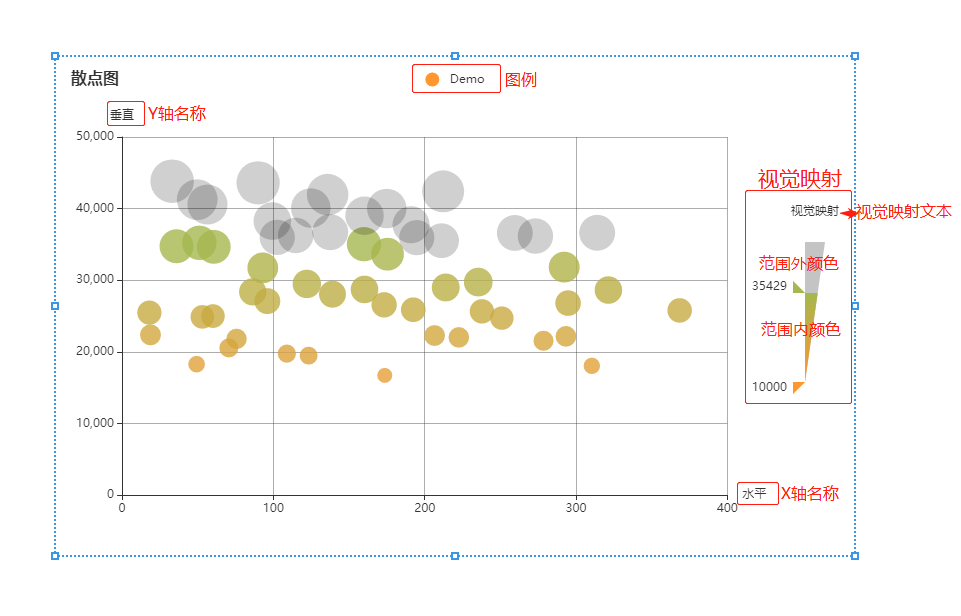 散点图
Demo 图例
垂直 Y轴名称
50,000
40,000
30,000
20,000
10,000
0
0 100 200 300 400
水平 X轴名称
视觉映射
视觉映射 视觉映射文本
范围外颜色
35429
范围内颜色
10000